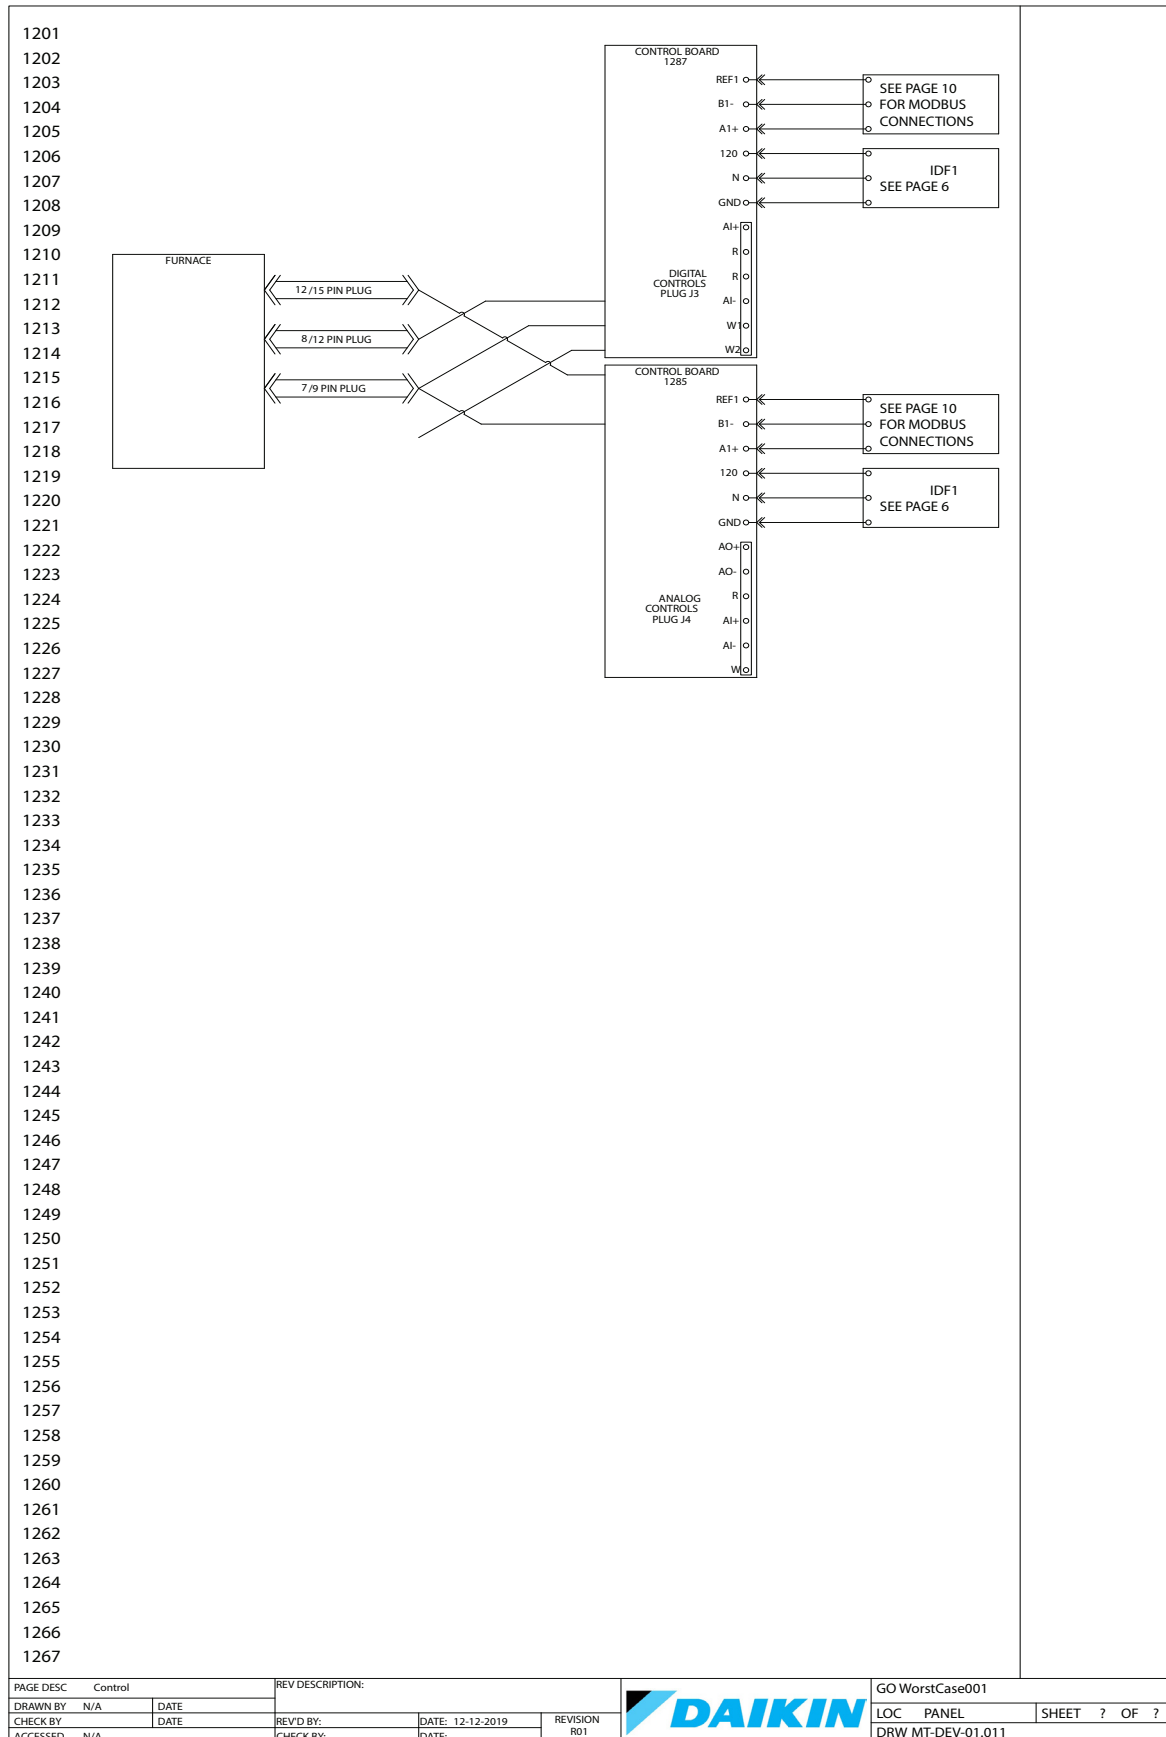 1201
1202
1203
1204
1205
1206
1207
1208
1209
1210
1211
1212
1213
1214
1215
1216
1217
1218
1219
1220
1221
1222
1223
1224
1225
1226
1227
1228
1229
1230
1231
1232
1233
1234
1235
1236
1237
1238
1239
1240
1241
1242
1243
1244
1245
1246
1247
1248
1249
1250
1251
1252
1253
1254
1255
1256
1257
1258
1259
1260
1261
1262
1263
1264
1265
1266
1267
FURNACE
12/15 PIN PLUG
8/12 PIN PLUG
7/9 PIN PLUG
CONTROL BOARD
1287
REF1
B1-
A1+
120
N
GND
AI+
R
R
AI-
W1
W2
DIGITAL
CONTROLS
PLUG J3
SEE PAGE 10
FOR MODBUS
CONNECTIONS
IDF1
SEE PAGE 6
CONTROL BOARD
1285
REF1
B1-
A1+
120
N
GND
AO+
AO-
R
AI+
AI-
W
ANALOG
CONTROLS
PLUG J4
SEE PAGE 10
FOR MODBUS
CONNECTIONS
IDF1
SEE PAGE 6
PAGE DESC Control
DRAWN BY N/A DATE
CHECK BY DATE
ACCESSED N/A
REV DESCRIPTION:
REV'D BY: DATE: 12-12-2019
CHECK BY: DATE:
REVISION
R01
DAIKIN
GO WorstCase001
LOC PANEL SHEET ? OF ?
DRW MT-DEV-01.011